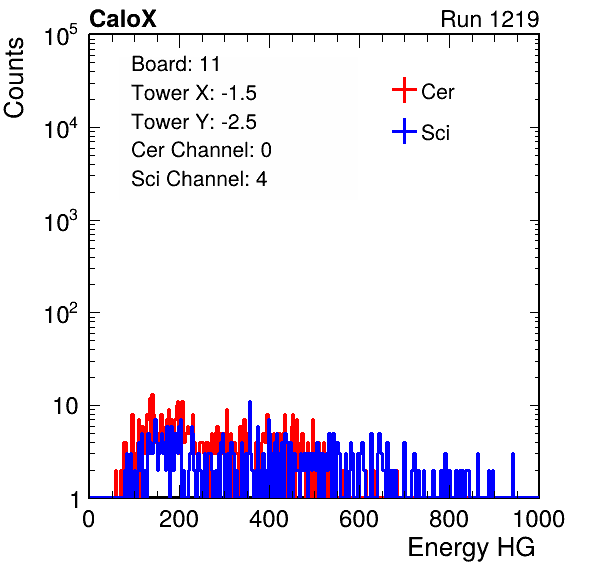 CaloX Run 1219
Counts
Board: 11
Tower X: -1.5
Tower Y: -2.5
Cer Channel: 0
Sci Channel: 4
Cer
Sci
10^5
10^4
10^3
10^2
10
1
0 200 400 600 800 1000
Energy HG